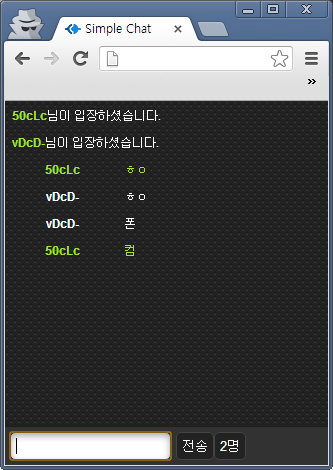 Simple Chat
50cLc님이 입장하셨습니다.
vDcD-님이 입장하셨습니다.
50cLc ㅎㅇ
vDcD- ㅎㅇ
vDcD- 폰
50cLc 컴
전송 2명